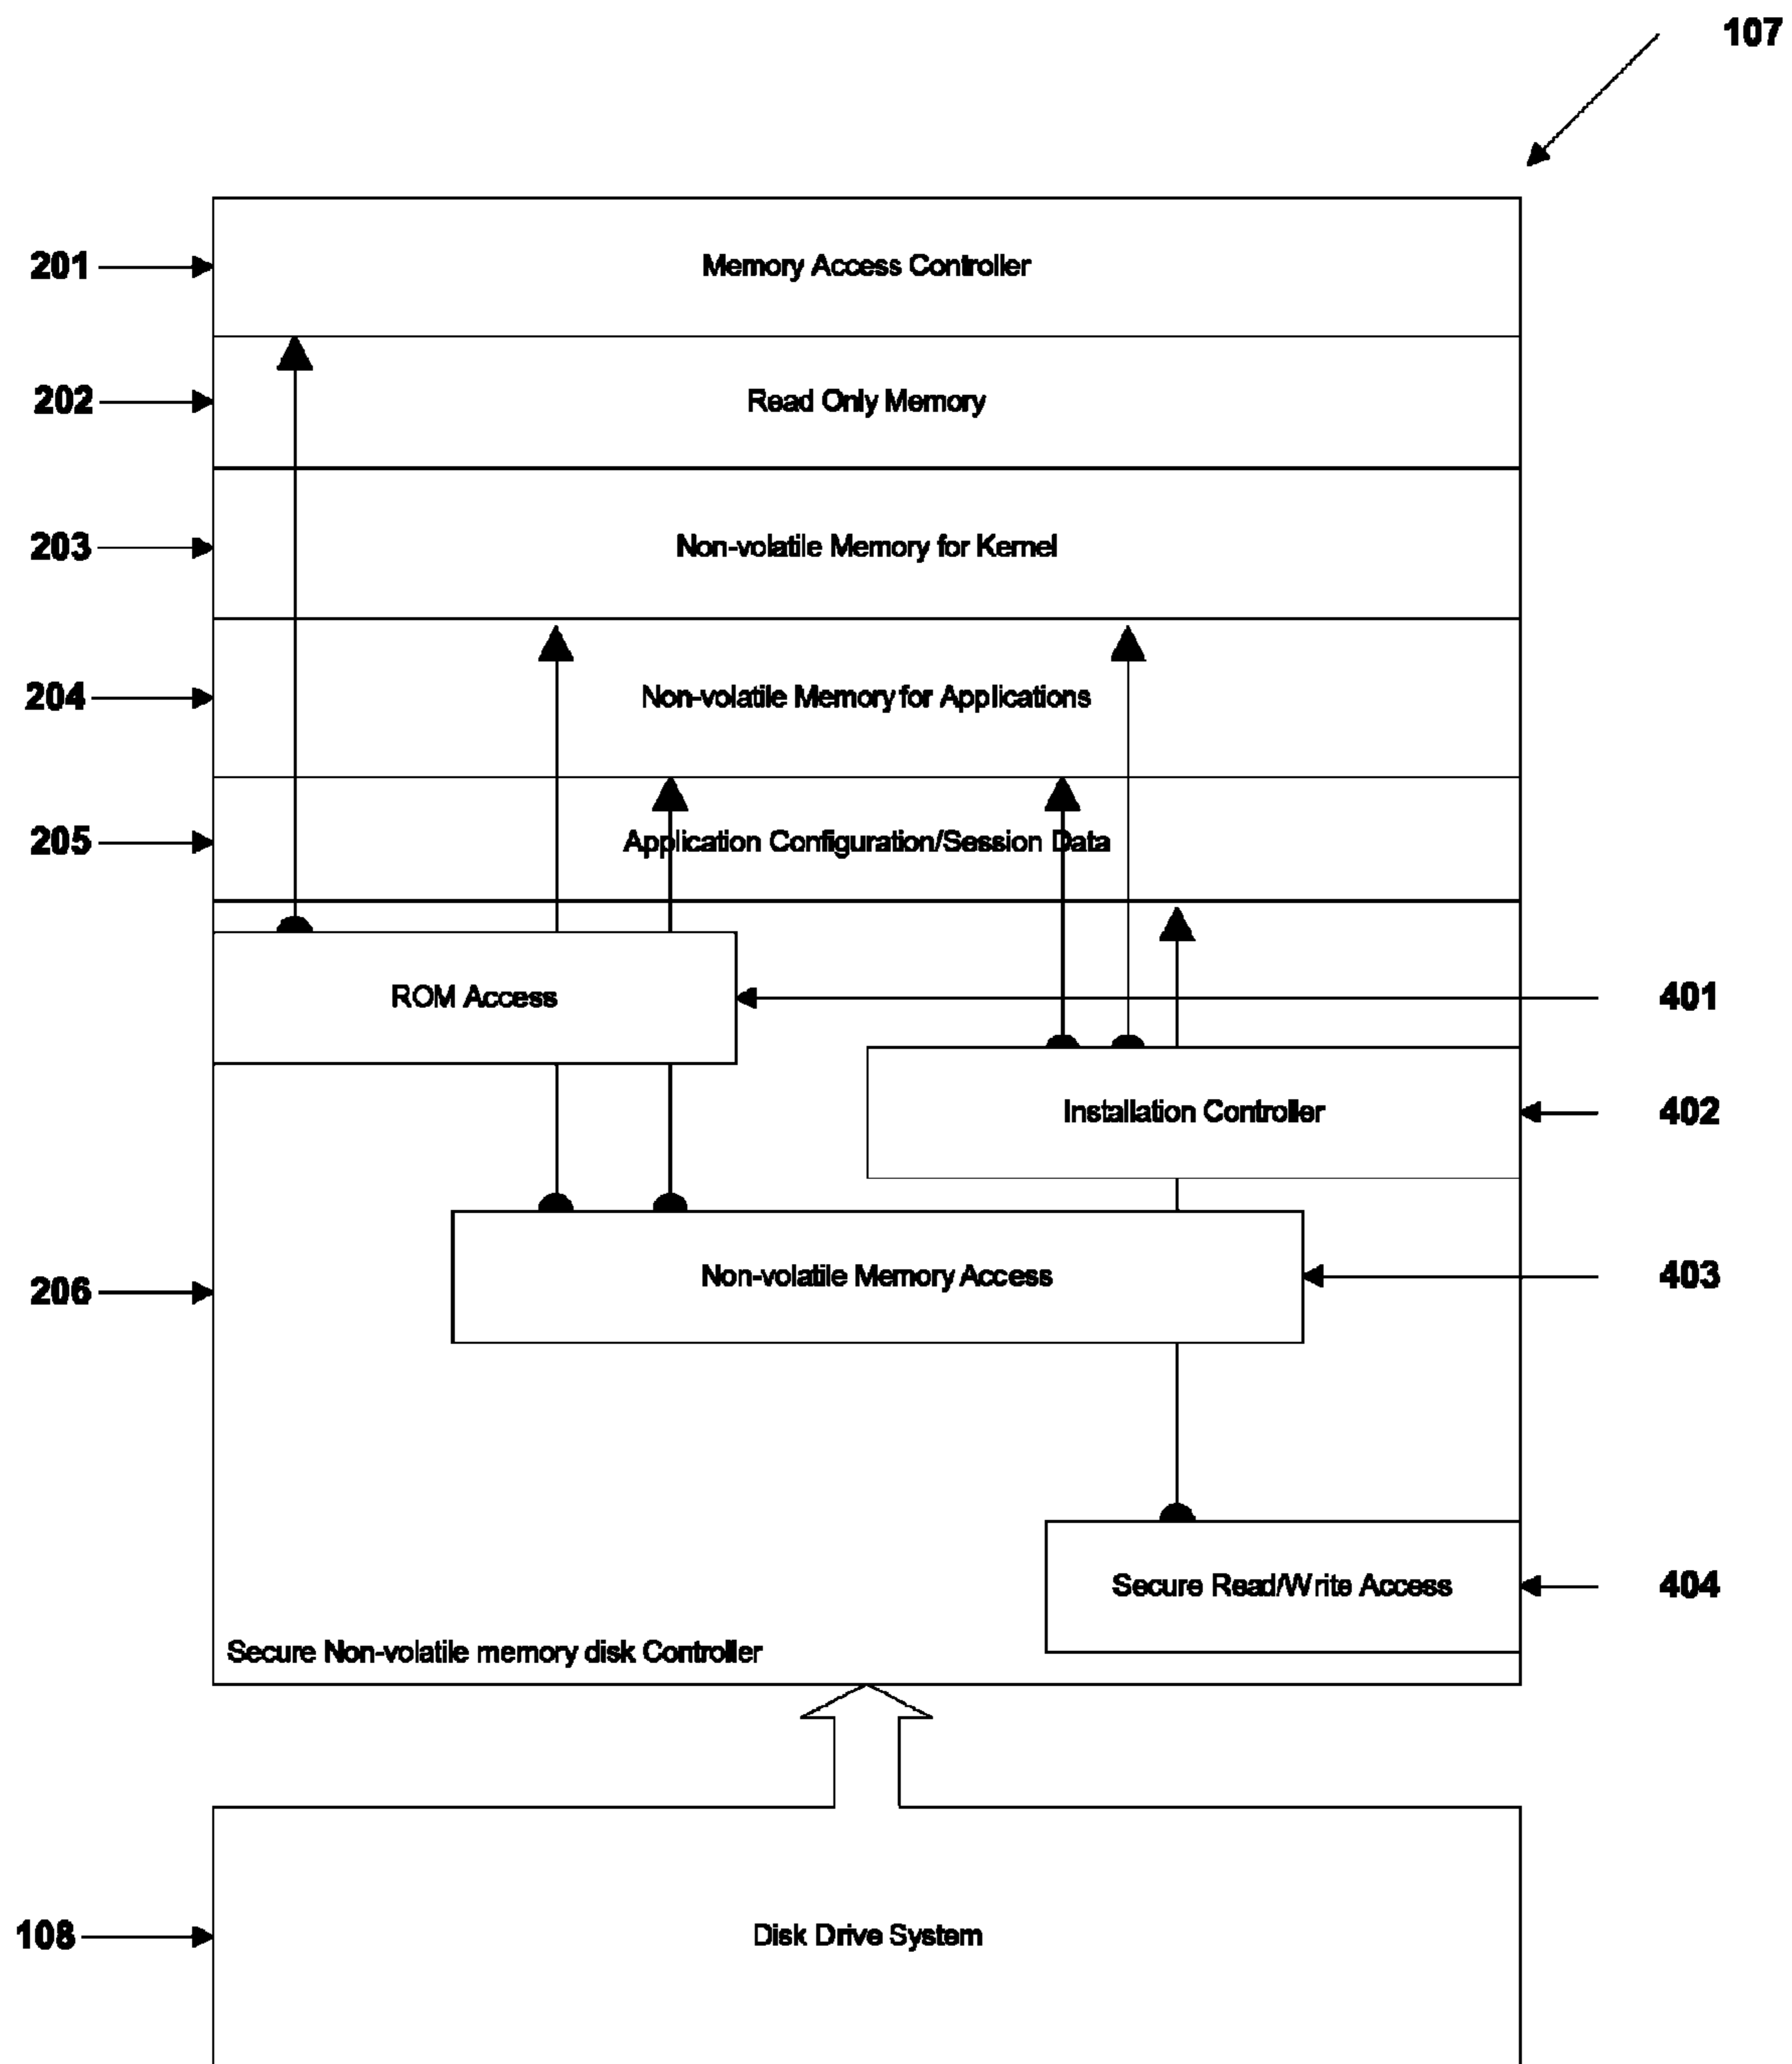 107
201
Memory Access Controller
202
Read Only Memory
203
Non-volatile Memory for Kernel
204
Non-volatile Memory for Applications
205
Application Configuration/Session Data
ROM Access
401
Installation Controller
402
206
Non-volatile Memory Access
403
Secure Read/Write Access
404
Secure Non-volatile memory disk Controller
108
Disk Drive System